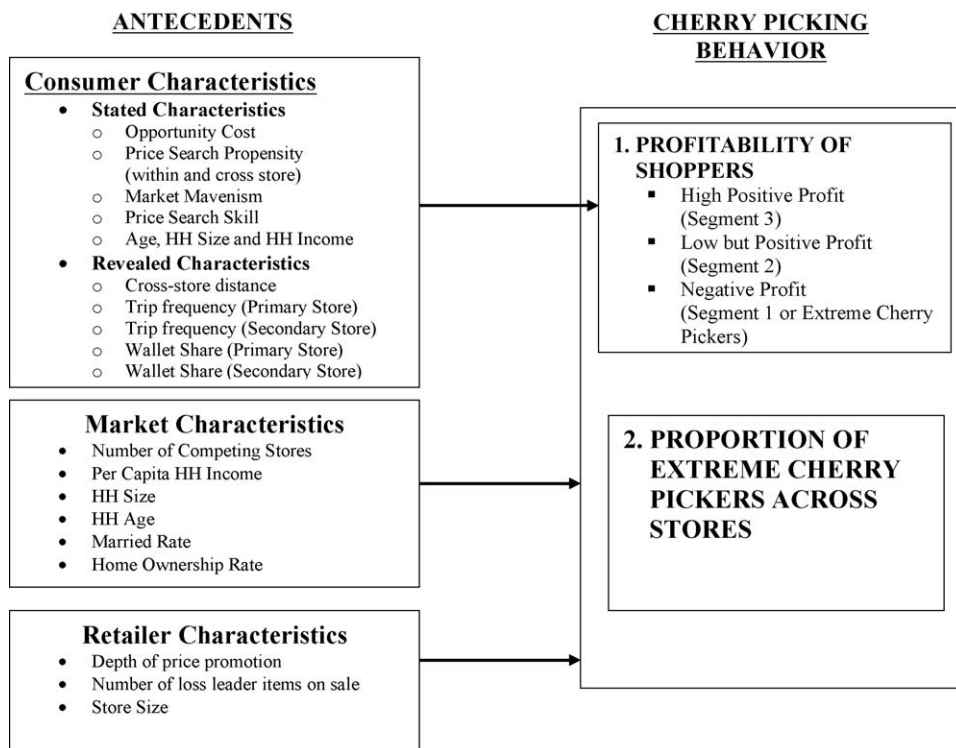 ANTECEDENTS
Consumer Characteristics
• Stated Characteristics
o Opportunity Cost
o Price Search Propensity
(within and cross store)
o Market Mavenism
o Price Search Skill
o Age, HH Size and HH Income
• Revealed Characteristics
o Cross-store distance
o Trip frequency (Primary Store)
o Trip frequency (Secondary Store)
o Wallet Share (Primary Store)
o Wallet Share (Secondary Store)
Market Characteristics
• Number of Competing Stores
• Per Capita HH Income
• HH Size
• HH Age
• Married Rate
• Home Ownership Rate
Retailer Characteristics
• Depth of price promotion
• Number of loss leader items on sale
• Store Size
CHERRY PICKING
BEHAVIOR
1. PROFITABILITY OF
SHOPPERS
▪ High Positive Profit
(Segment 3)
▪ Low but Positive Profit
(Segment 2)
▪ Negative Profit
(Segment 1 or Extreme Cherry
Pickers)
2. PROPORTION OF
EXTREME CHERRY
PICKERS ACROSS
STORES